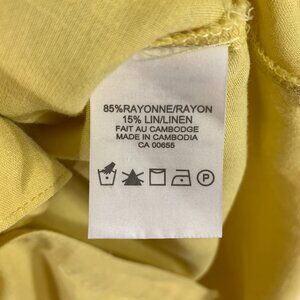 85%RAYONNE/RAYON
15% LIN/LINEN
FAIT AU CAMBODGE
MADE IN CAMBODIA
CA 00655
P